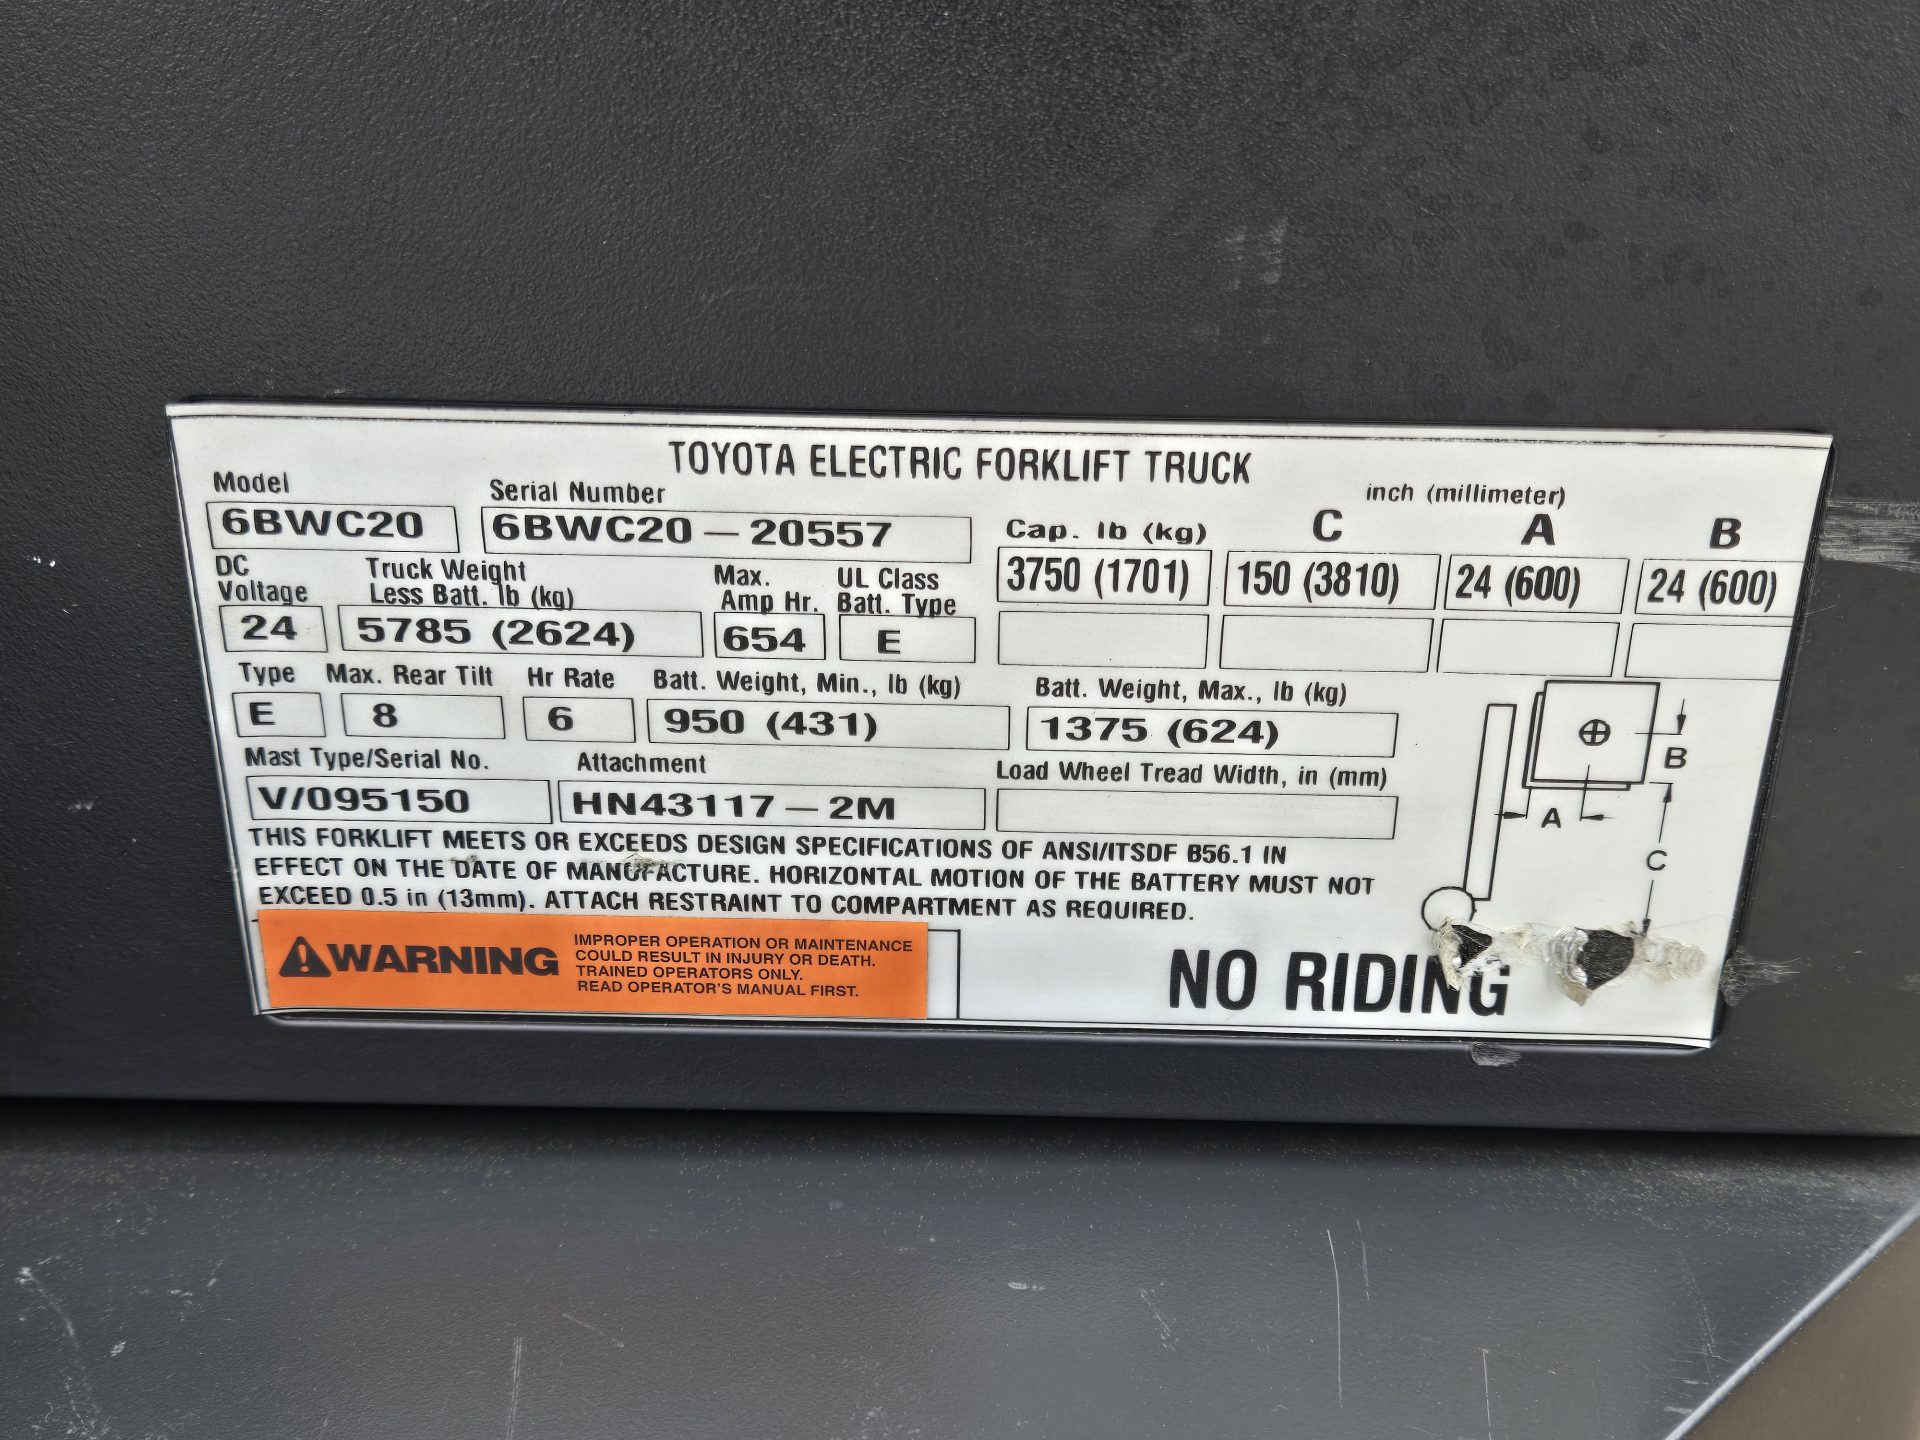 TOYOTA ELECTRIC FORKLIFT TRUCK
Model Serial Number inch (millimeter)
6BWC20 6BWC20-20557 Cap. lb (kg) C A B
DC Voltage Truck Weight Less Batt. lb (kg) Max. Amp Hr. UL Class Batt. Type 3750 (1701) 150 (3810) 24 (600) 24 (600)
24 5785 (2624) 654 E
Type Max. Rear Tilt Hr Rate Batt. Weight, Min., lb (kg) Batt. Weight, Max., lb (kg)
E 8 6 950 (431) 1375 (624)
Mast Type/Serial No. Attachment Load Wheel Tread Width, in (mm)
V/095150 HN43117-2M
B
A
C
THIS FORKLIFT MEETS OR EXCEEDS DESIGN SPECIFICATIONS OF ANSI/ITSDF B56.1 IN
EFFECT ON THE DATE OF MANUFACTURE. HORIZONTAL MOTION OF THE BATTERY MUST NOT
EXCEED 0.5 in (13mm). ATTACH RESTRAINT TO COMPARTMENT AS REQUIRED.
WARNING
IMPROPER OPERATION OR MAINTENANCE
COULD RESULT IN INJURY OR DEATH.
TRAINED OPERATORS ONLY.
READ OPERATOR'S MANUAL FIRST.
NO RIDING